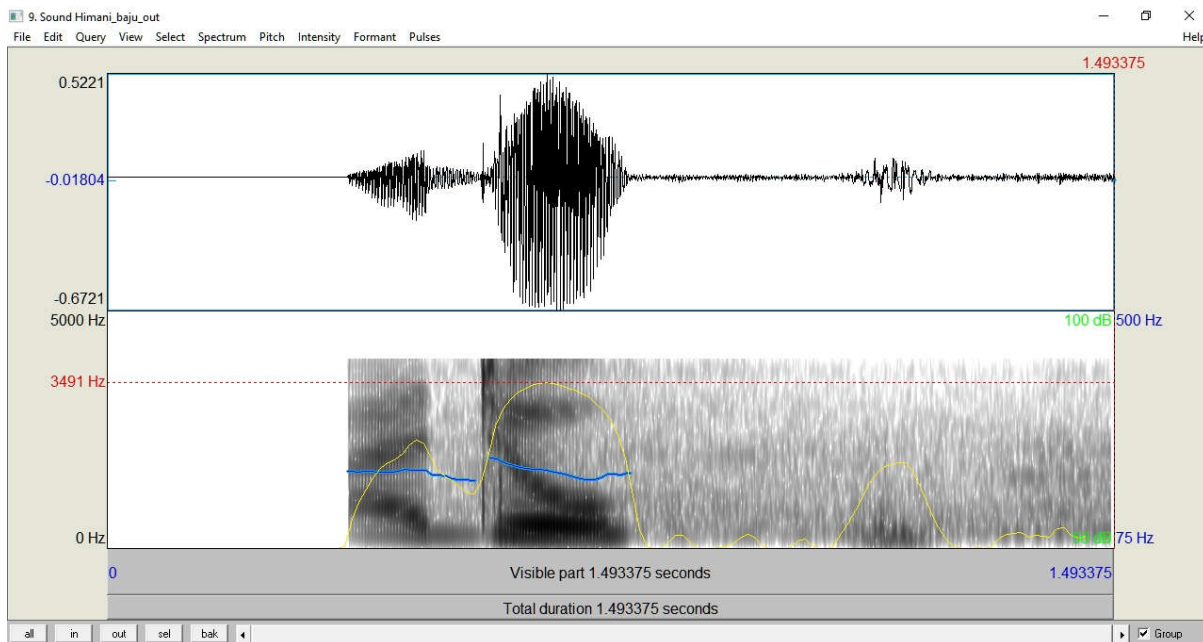 9. Sound Himani_baju_out
File Edit Query View Select Spectrum Pitch Intensity Formant Pulses Help
1.493375
0.5221
-0.01804
-0.6721
5000 Hz 100 dB 500 Hz
3491 Hz
0 Hz dB 75 Hz
0 Visible part 1.493375 seconds 1.493375
Total duration 1.493375 seconds
all in out sel bak Group